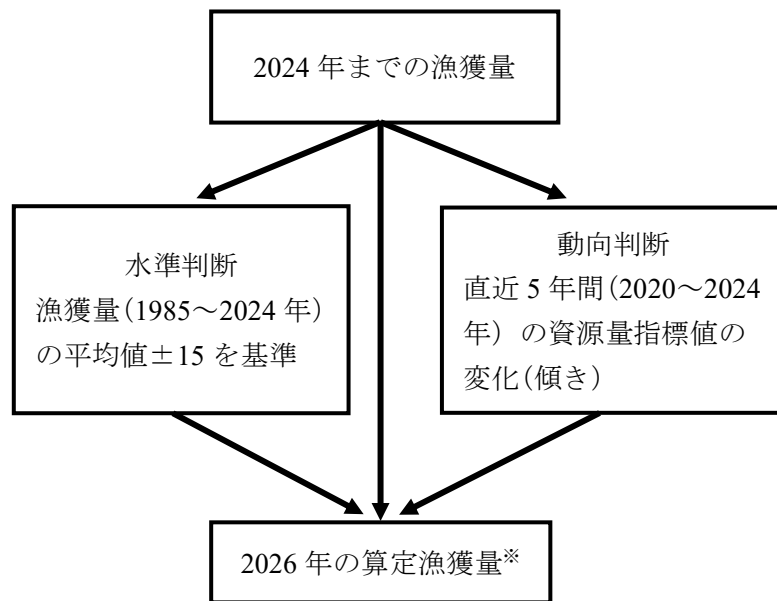 2024 年までの漁獲量
水準判断
漁獲量(1985～2024 年)
の平均値±15 を基準
動向判断
直近 5 年間(2020～2024
年）の資源量指標値の
変化(傾き)
2026 年の算定漁獲量※